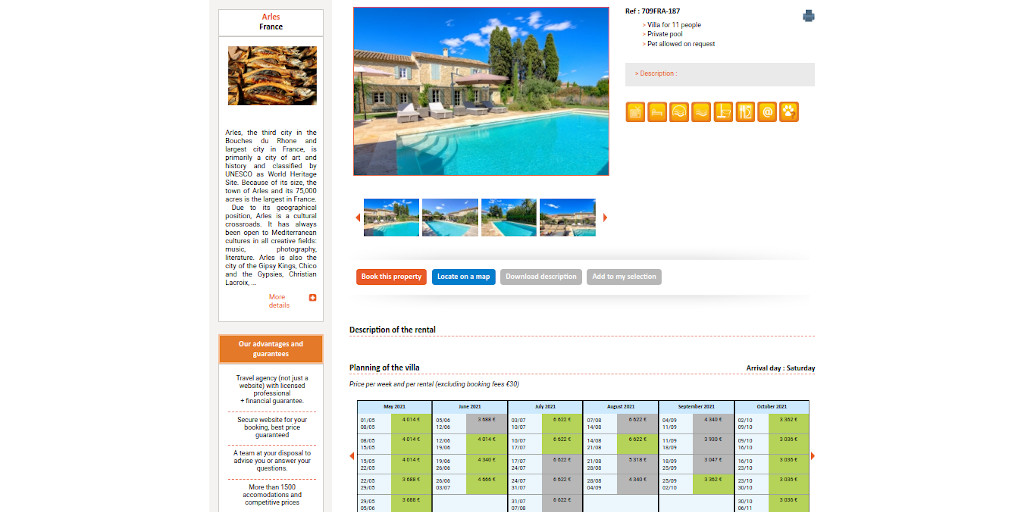 Arles
France
Arles, the third city in the
Bouches du Rhone and
largest city in France, is
primarily a city of art and
history and classified by
UNESCO as World Heritage
Site. Because of its size, the
town of Arles and its 75,000
acres is the largest in France.
Due to its geographical
position, Arles is a cultural
crossroads. It has always
been open to Mediterranean
cultures in all creative fields:
music, photography,
literature. Arles is also the
city of the Gipsy Kings, Chico
and the Gypsies, Christian
Lacroix, ...
More
details
Our advantages and
guarantees
Travel agency (not just a
website) with licensed
professional
+ financial guarantee.
Secure website for your
booking, best price
guaranteed
A team at your disposal to
advise you or answer your
questions.
More than 1500
accomodations and
competitive prices
Ref : 709FRA-187
> Villa for 11 people
> Private pool
> Pet allowed on request
> Description :
Book this property
Locate on a map
Download description
Add to my selection
Description of the rental
Planning of the villa
Arrival day : Saturday
Price per week and per rental (excluding booking fees €30)
May 2021 June 2021 July 2021 August 2021 September 2021 October 2021
01/05 4 014 € 05/06 3 688 € 03/07 6 622 € 07/08 6 622 € 04/09 4 340 € 02/10 3 362 €
08/05 12/06 10/07 14/08 11/09 09/10
08/05 4 014 € 12/06 4 014 € 10/07 6 622 € 14/08 6 622 € 11/09 09/10 3 036 €
15/05 19/06 17/07 21/08 18/09 16/10
15/05 4 014 € 19/06 4 340 € 17/07 6 622 € 21/08 5 318 € 18/09 3 047 € 16/10 3 036 €
22/05 26/06 24/07 28/08 25/09 23/10
22/05 3 688 € 26/06 4 666 € 24/07 6 622 € 28/08 4 340 € 25/09 3 362 € 23/10 3 036 €
29/05 03/07 31/07 04/09 02/10 30/10
29/05 3 688 € 31/07 6 622 € 30/10 3 036 €
05/06 07/08 06/11